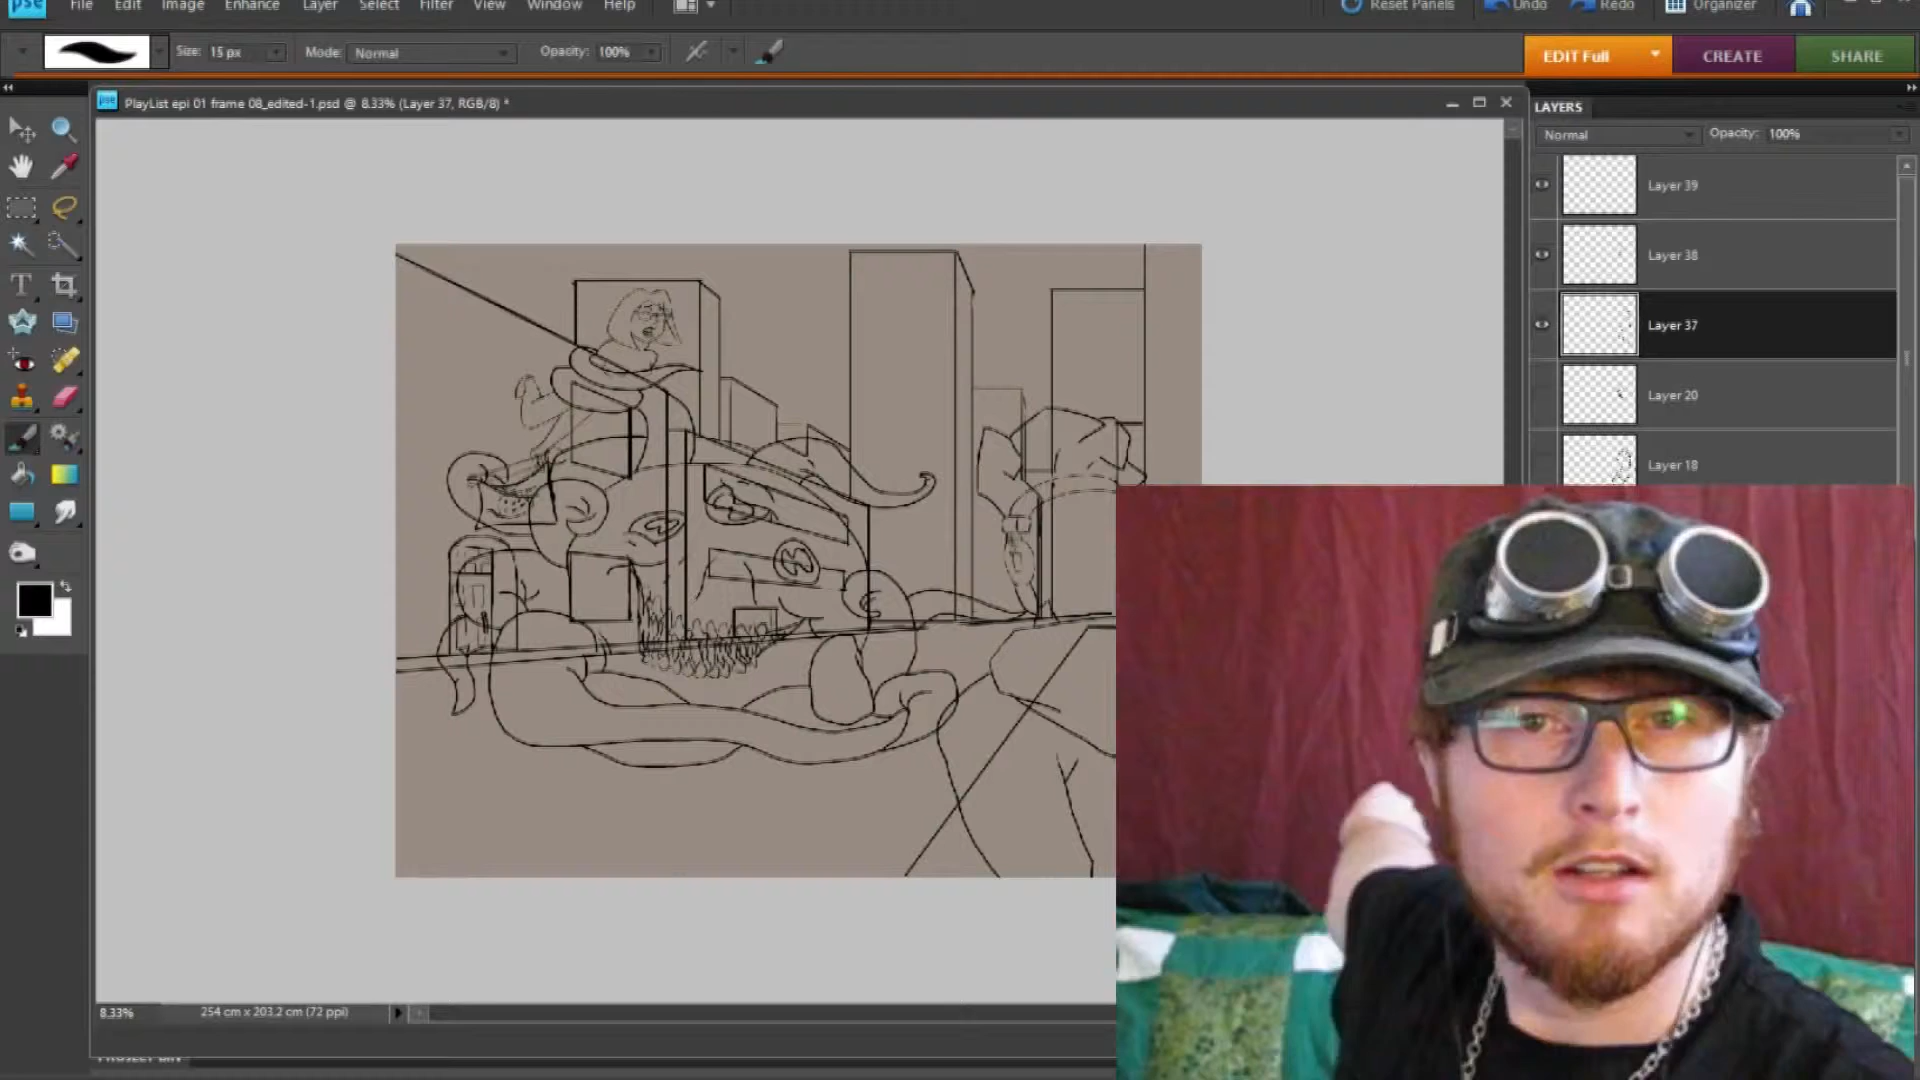 pse File Edit Image Enhance Layer Select Filter View Window Help Reset Panels Undo Redo Organizer
Size: 15 px Mode: Normal Opacity: 100% EDIT Full CREATE SHARE
PlayList epi 01 frame 08_edited-1.psd @ 8.33% (Layer 37, RGB/8) *
LAYERS
Normal Opacity: 100%
Layer 39
Layer 38
Layer 37
Layer 20
Layer 18
8.33% 254 cm x 203.2 cm (72 ppi)
PROJECT BIN